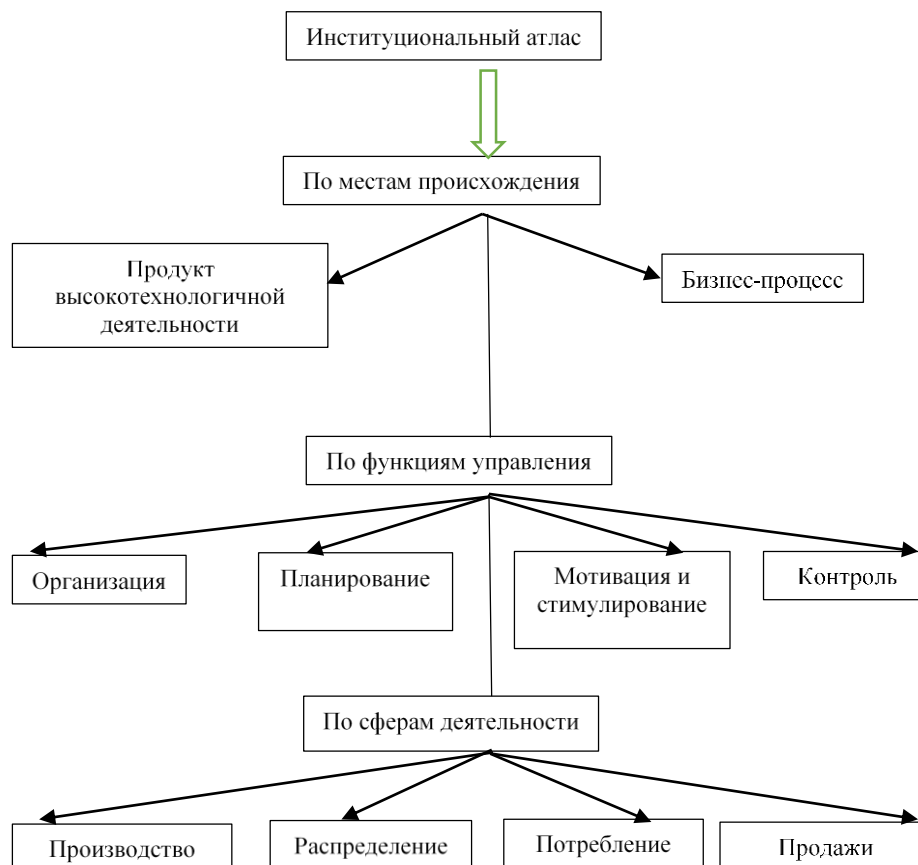 Институциональный атлас
По местам происхождения
Продукт
высокотехнологичной
деятельности
Бизнес-процесс
По функциям управления
Организация
Планирование
Мотивация и
стимулирование
Контроль
По сферам деятельности
Производство
Распределение
Потребление
Продажи